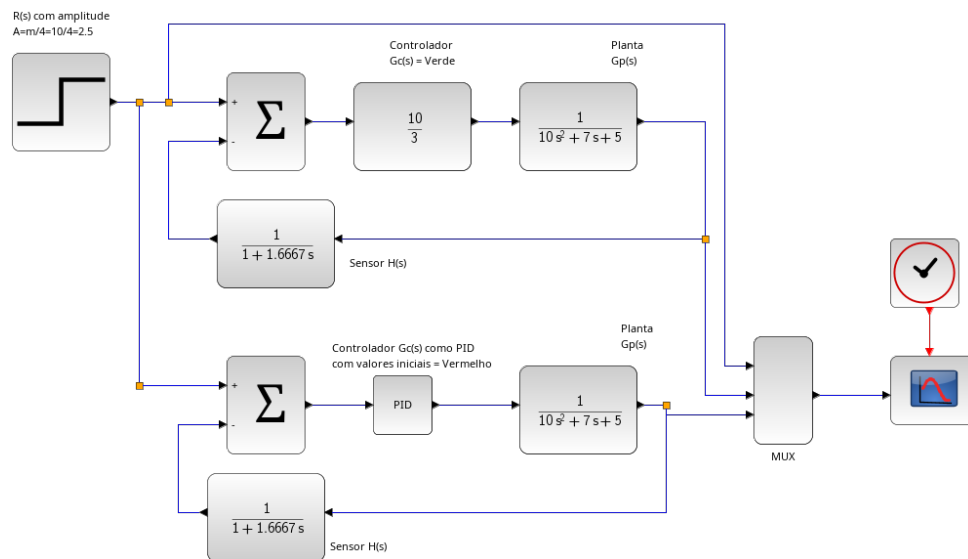 R(s) com amplitude
A=m/4=10/4=2.5
Controlador
Gc(s) = Verde
Planta
Gp(s)
+
-
Σ
10
3
1
10 s² + 7 s + 5
1
1 + 1.6667 s
Sensor H(s)
Planta
Gp(s)
Controlador Gc(s) como PID
com valores iniciais = Vermelho
+
-
Σ
PID
1
10 s² + 7 s + 5
MUX
1
1 + 1.6667 s
Sensor H(s)